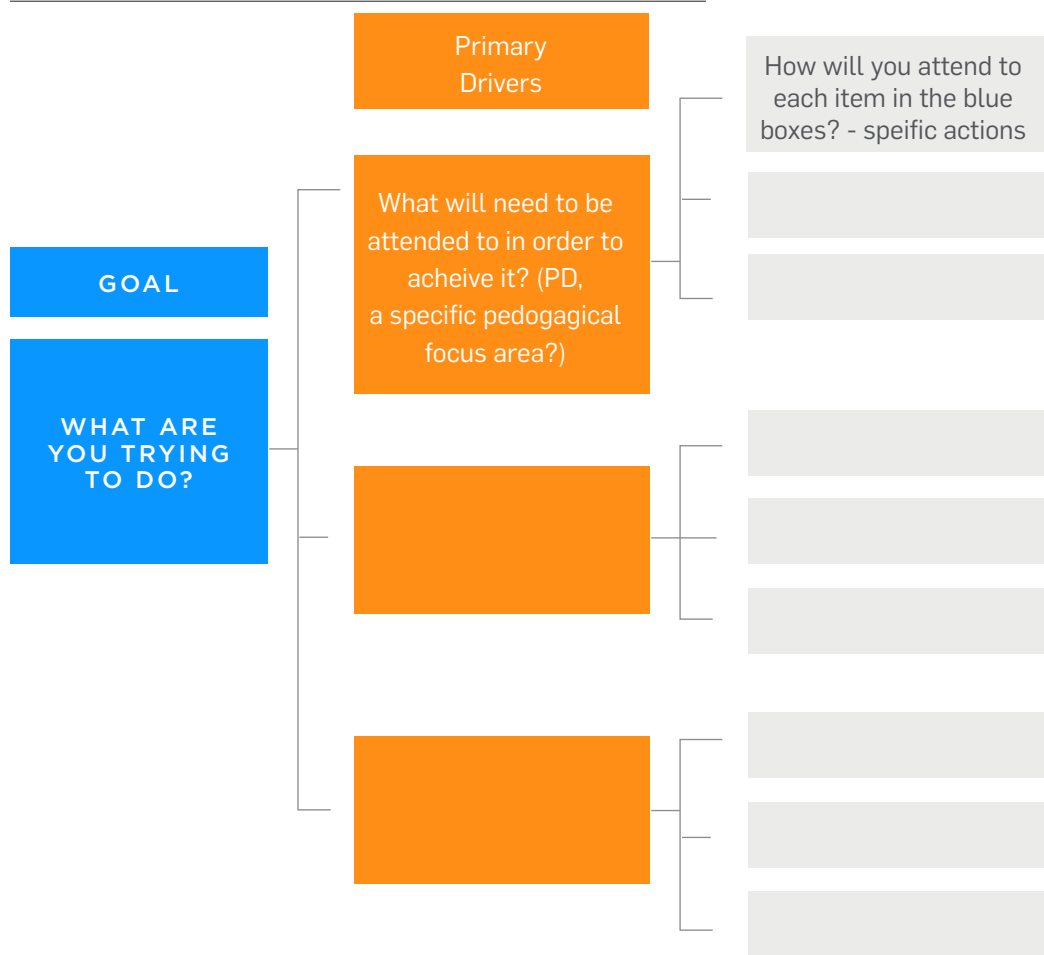 Primary
Drivers
How will you attend to
each item in the blue
boxes? - speific actions
What will need to be
attended to in order to
acheive it? (PD,
a specific pedogagical
focus area?)
GOAL
WHAT ARE
YOU TRYING
TO DO?